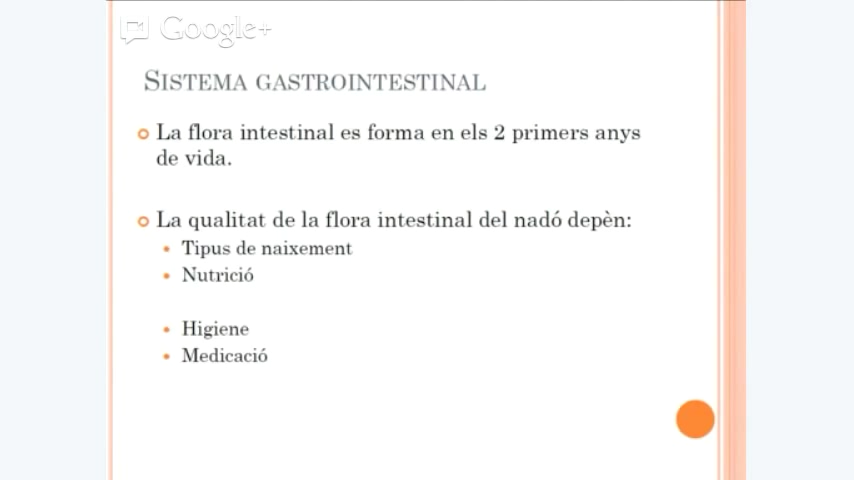 Google+
SISTEMA GASTROINTESTINAL
La flora intestinal es forma en els 2 primers anys
de vida.
La qualitat de la flora intestinal del nadó depèn:
Tipus de naixement
Nutrició
Higiene
Medicació